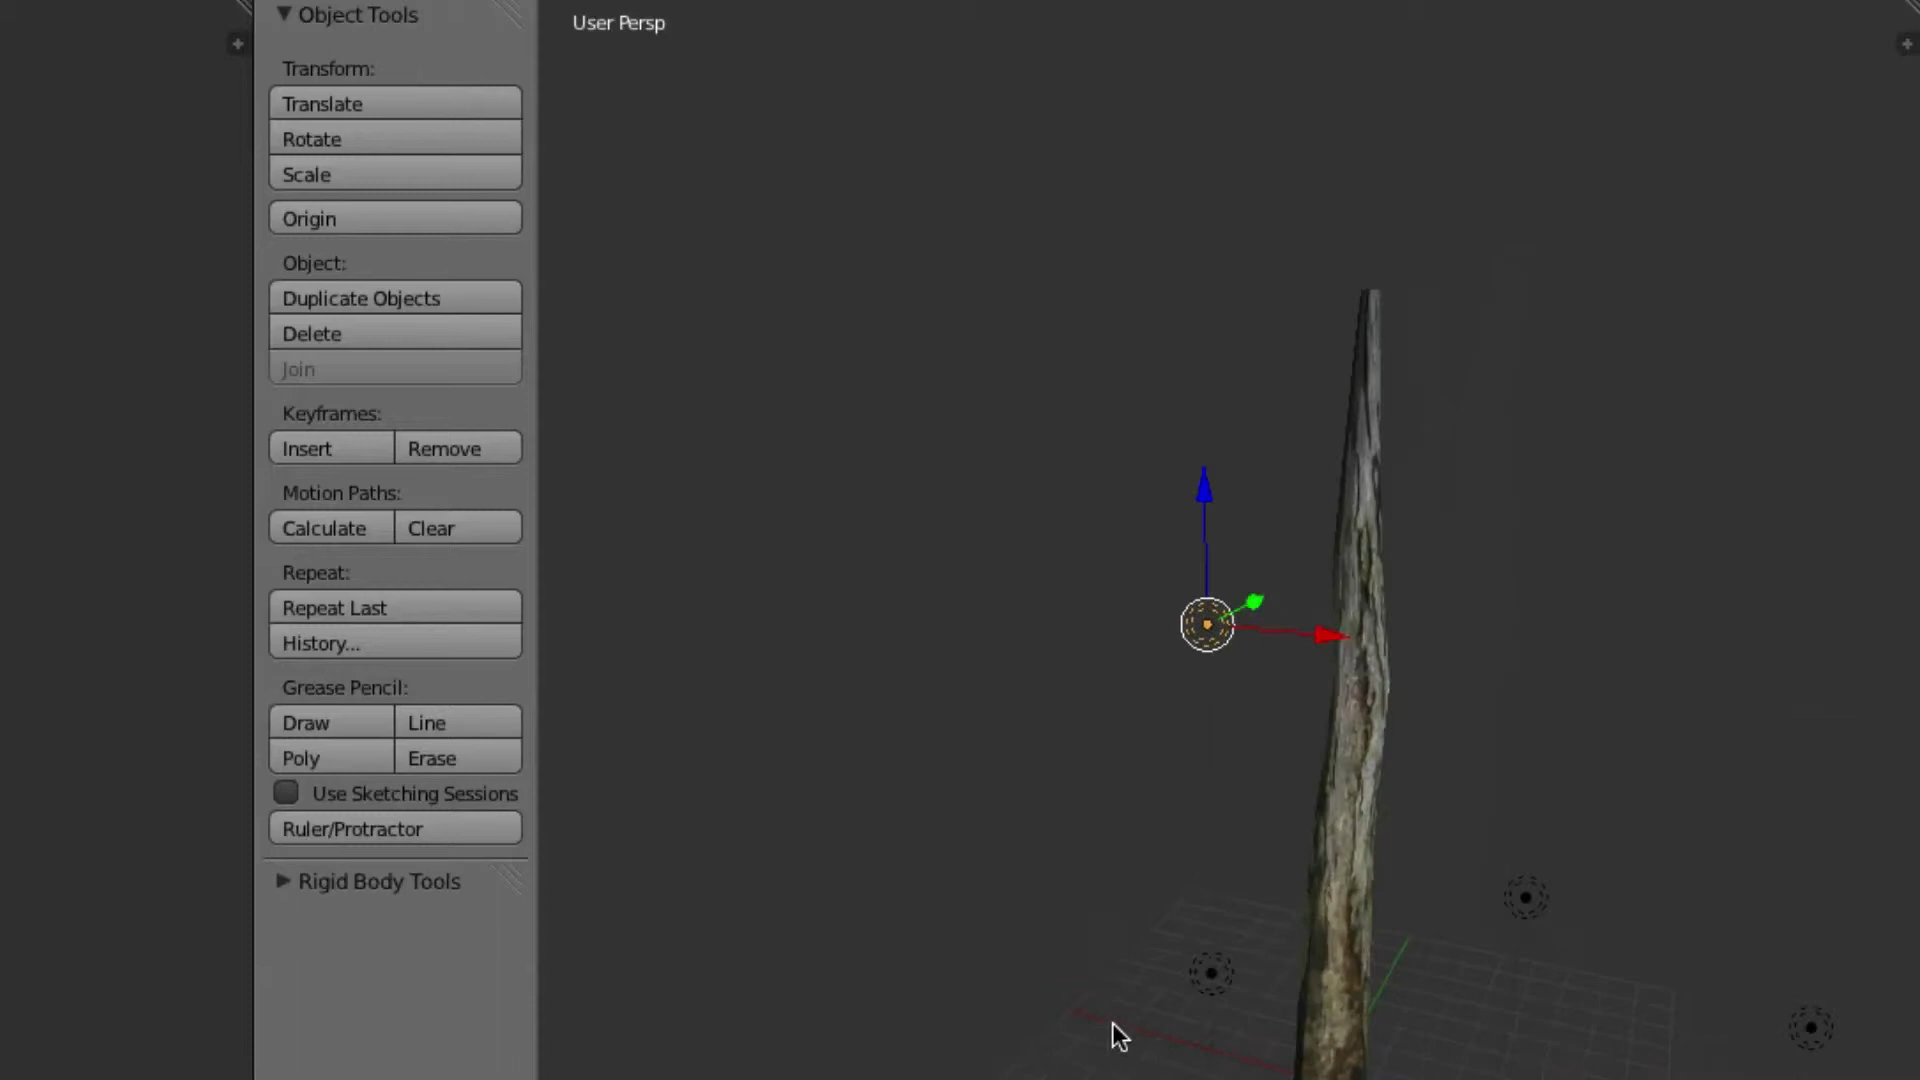 Object Tools
User Persp
Transform:
Translate
Rotate
Scale
Origin
Object:
Duplicate Objects
Delete
Join
Keyframes:
Insert Remove
Motion Paths:
Calculate Clear
Repeat:
Repeat Last
History...
Grease Pencil:
Draw Line
Poly Erase
Use Sketching Sessions
Ruler/Protractor
Rigid Body Tools